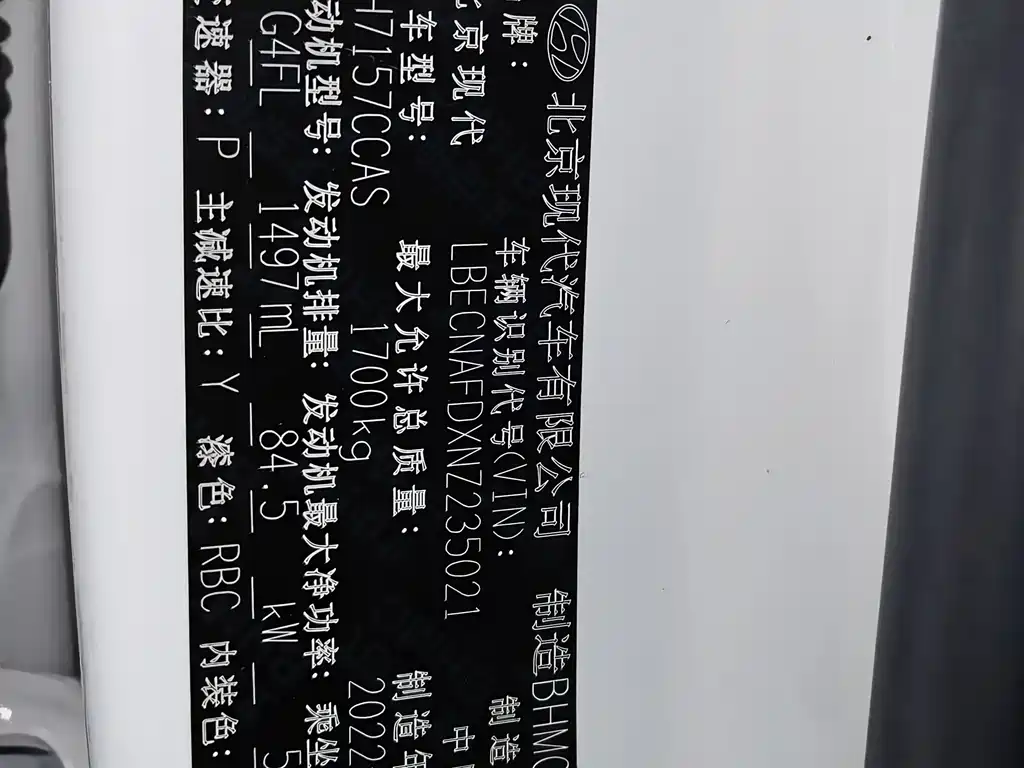 北京现代汽车有限公司 制造BHMC
牌: 车辆识别代号(VIN): 制造
京现代 LBECNAFDXNZ235021 中
车型号: 最大允许总质量: 制造年
H7157CCAS 1700kg 2022
动机型号: 发动机排量: 发动机最大净功率: 乘坐
G4FL 1497mL 84.5 kW 5
速器: P 主减速比: Y 漆色: RBC 内装色: